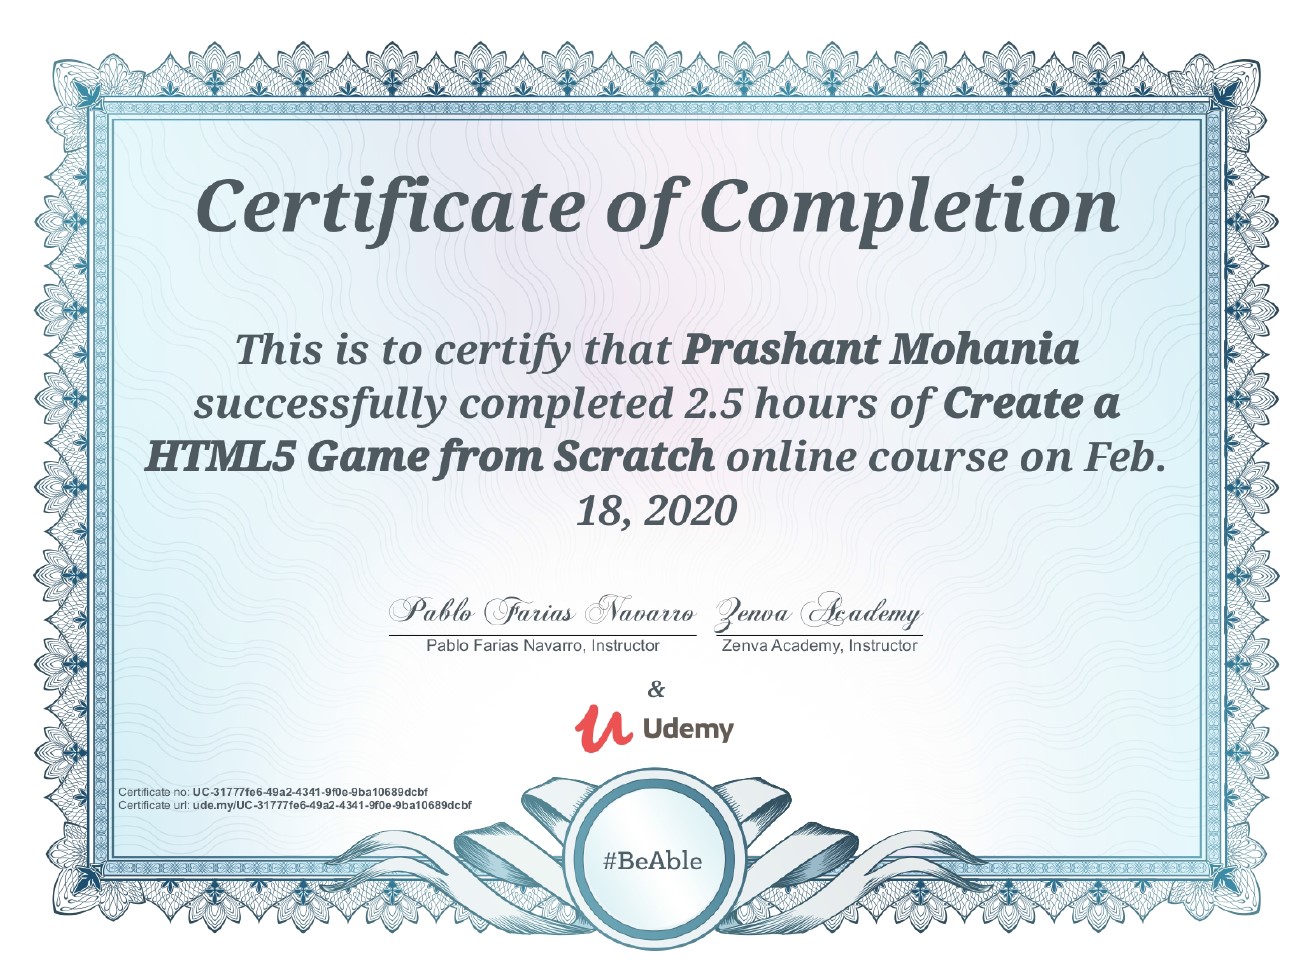 Certificate of Completion
This is to certify that Prashant Mohania
successfully completed 2.5 hours of Create a
HTML5 Game from Scratch online course on Feb.
18, 2020
Pablo Farias Navarro Zenva Academy
Pablo Farias Navarro, Instructor Zenva Academy, Instructor
&
Udemy
Certificate no: UC-31777fe6-49a2-4341-9f0e-9ba10689dcbf
Certificate url: ude.my/UC-31777fe6-49a2-4341-9f0e-9ba10689dcbf
#BeAble